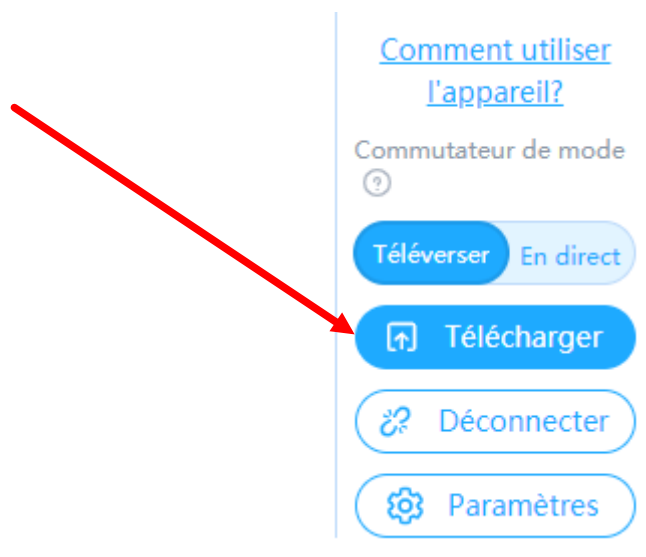 Comment utiliser
l'appareil?
Commutateur de mode
?
Téléverser En direct
Télécharger
Déconnecter
Paramètres